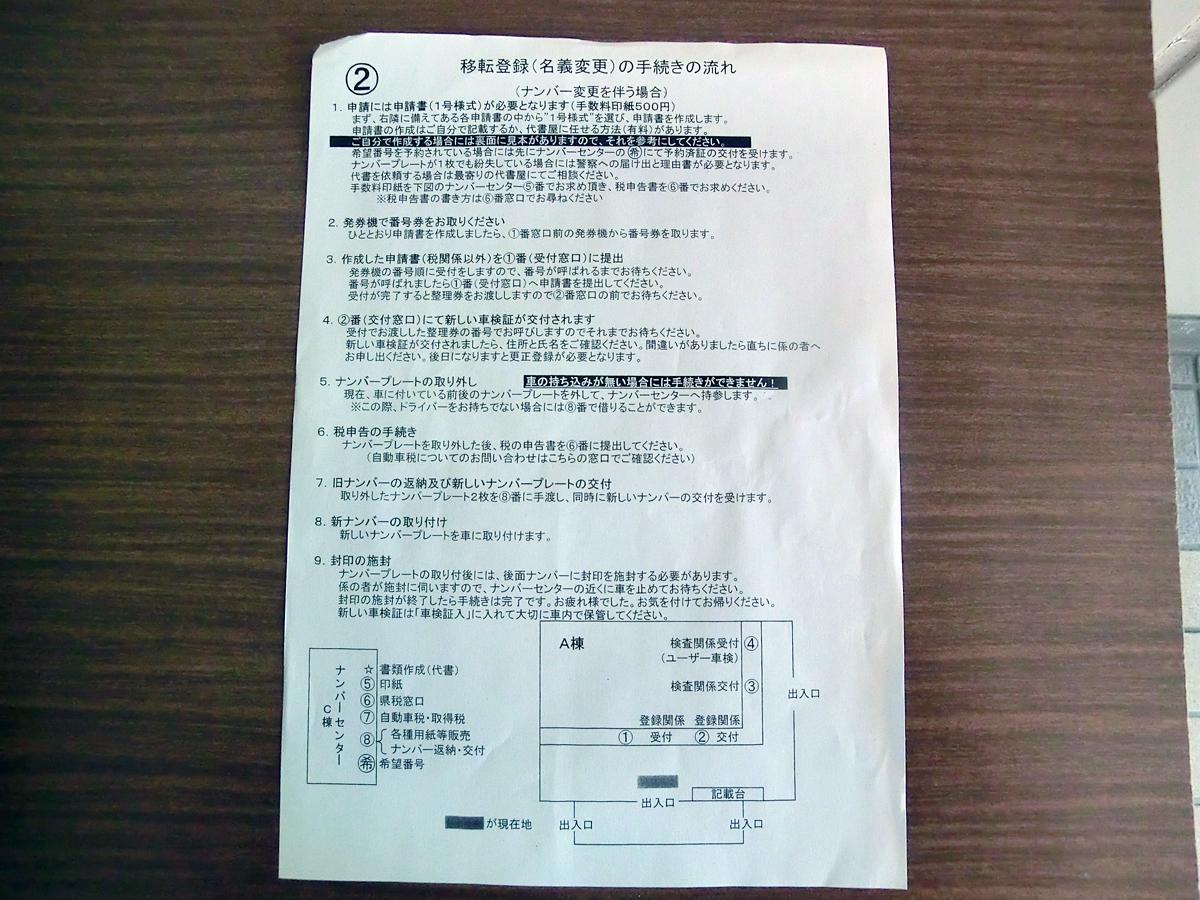 ②
移転登録(名義変更)の手続きの流れ
(ナンバー変更を伴う場合)
1. 申請には申請書(1号様式)が必要となります(手数料印紙500円)
まず、右隣に備えてある各申請書の中から"1号様式"を選び、申請書を作成します。
申請書の作成はご自分で記載するか、代書屋に任せる方法(有料)があります。
ご自分で作成する場合には裏面に見本がありますので、それを参考にしてください。
希望番号を予約されている場合には先にナンバーセンターの㊙にて予約済証の交付を受けます。
ナンバープレートが1枚でも紛失している場合には警察への届け出と理由書が必要となります。
代書を依頼する場合は最寄りの代書屋にてご相談ください。
手数料印紙を下図のナンバーセンター⑤番でお求め頂き、税申告書を⑥番でお求めください。
※税申告書の書き方は⑥番窓口でお尋ねください
2. 発券機で番号券をお取りください
ひととおり申請書を作成しましたら、①番窓口前の発券機から番号券を取ります。
3. 作成した申請書(税関係以外)を①番(受付窓口)に提出
発券機の番号順に受付をしますので、番号が呼ばれるまでお待ちください。
番号が呼ばれましたら①番(受付窓口)へ申請書を提出してください。
受付が完了すると整理券をお渡ししますので②番窓口の前でお待ちください。
4. ②番(交付窓口)にて新しい車検証が交付されます
受付でお渡しした整理券の番号でお呼びしますのでそれまでお待ちください。
新しい車検証が交付されましたら、住所と氏名をご確認ください。間違いがありましたら直ちに係の者へ
お申し出ください。後日になりますと更正登録が必要となります。
5. ナンバープレートの取り外し 車の持ち込みが無い場合には手続きができません!
現在、車に付いている前後のナンバープレートを外して、ナンバーセンターへ持参します。
※この際、ドライバーをお持ちでない場合には⑧番で借りることができます。
6. 税申告の手続き
ナンバープレートを取り外した後、税の申告書を⑥番に提出してください。
(自動車税についてのお問い合わせはこちらの窓口でご確認ください)
7. 旧ナンバーの返納及び新しいナンバープレートの交付
取り外したナンバープレート2枚を⑧番に手渡し、同時に新しいナンバーの交付を受けます。
8. 新ナンバーの取り付け
新しいナンバープレートを車に取り付けます。
9. 封印の施封
ナンバープレートの取り付後には、後面ナンバーに封印を施封する必要があります。
係の者が施封に伺いますので、ナンバーセンターの近くに車を止めてお待ちください。
封印の施封が終了したら手続きは完了です。お疲れ様でした。お気を付けてお帰りください。
新しい車検証は「車検証入」に入れて大切に車内で保管してください。
ナンバーセンター
C棟
☆ 書類作成(代書)
⑤ 印紙
⑥ 県税窓口
⑦ 自動車税・取得税
⑧ 各種用紙等販売
ナンバー返納・交付
希 希望番号
A棟
検査関係受付 ④
(ユーザー車検)
検査関係交付 ③
出入口
登録関係 登録関係
① 受付 ② 交付
記載台
出入口
が現在地
出入口
出入口